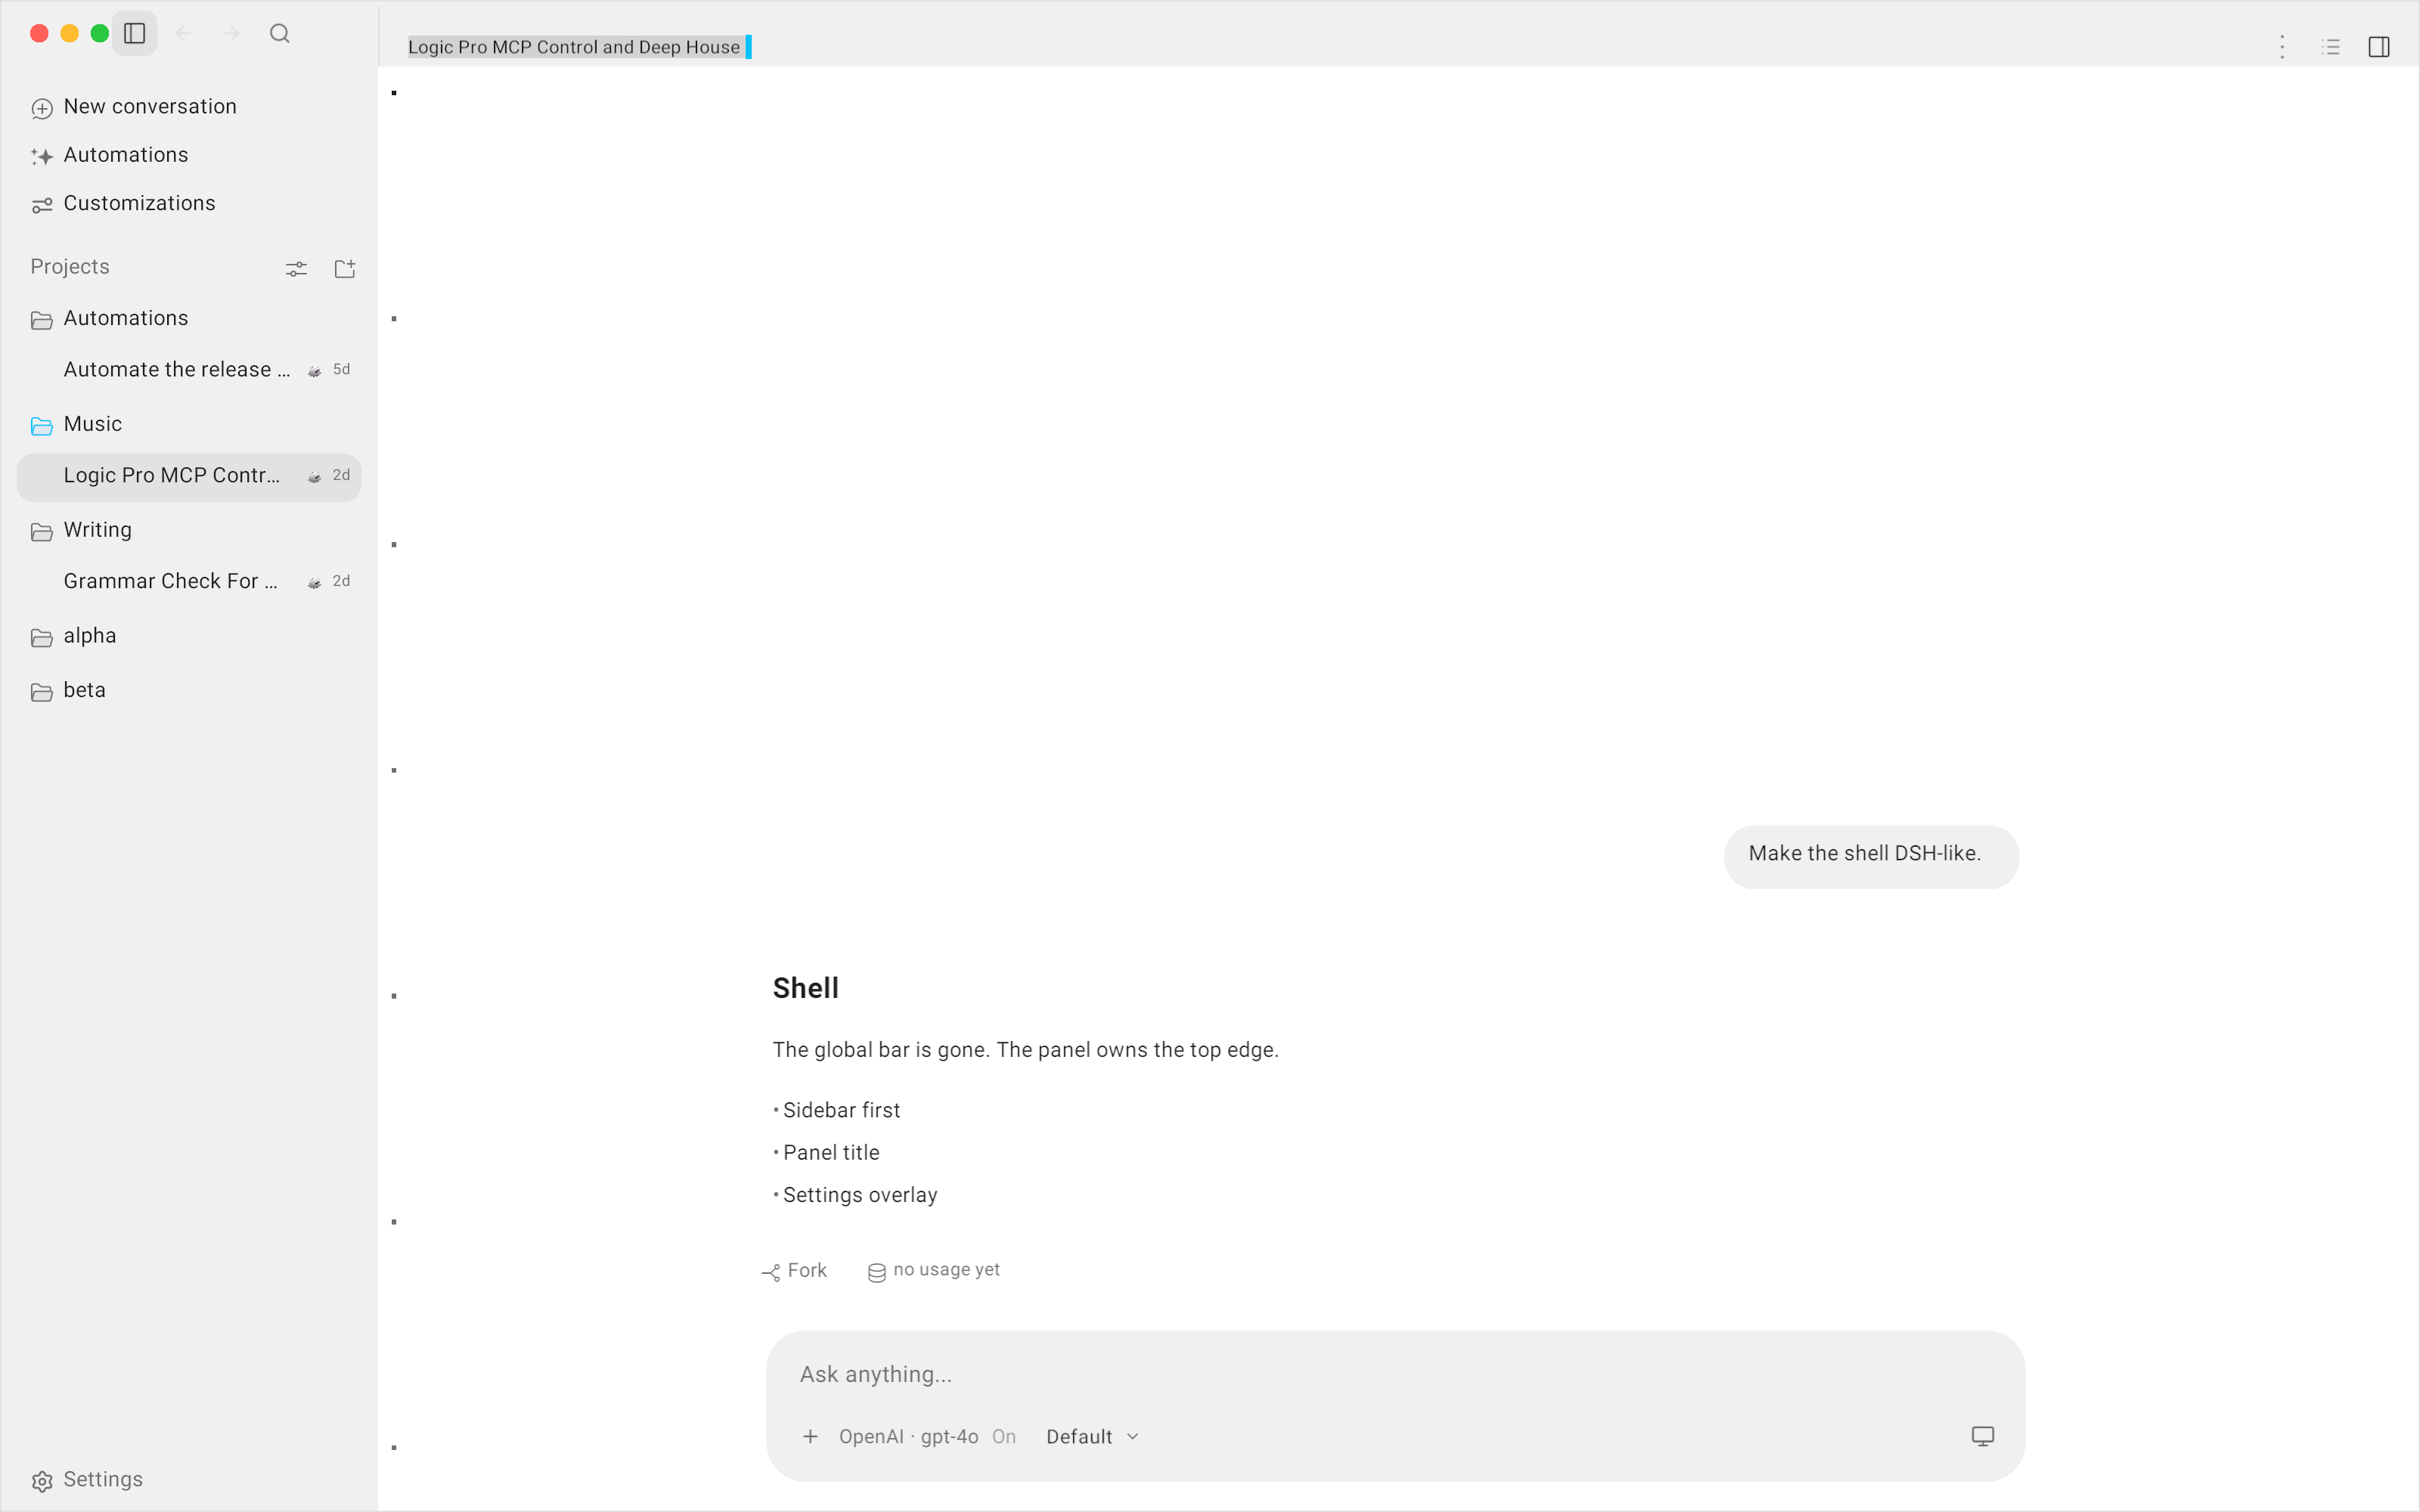 Logic Pro MCP Control and Deep House
New conversation
Automations
Customizations
Projects
Automations
Automate the release ... 5d
Music
Logic Pro MCP Contr... 2d
Writing
Grammar Check For ... 2d
alpha
beta
Settings
Make the shell DSH-like.
Shell
The global bar is gone. The panel owns the top edge.
• Sidebar first
• Panel title
• Settings overlay
Fork no usage yet
Ask anything...
OpenAI · gpt-4o On Default